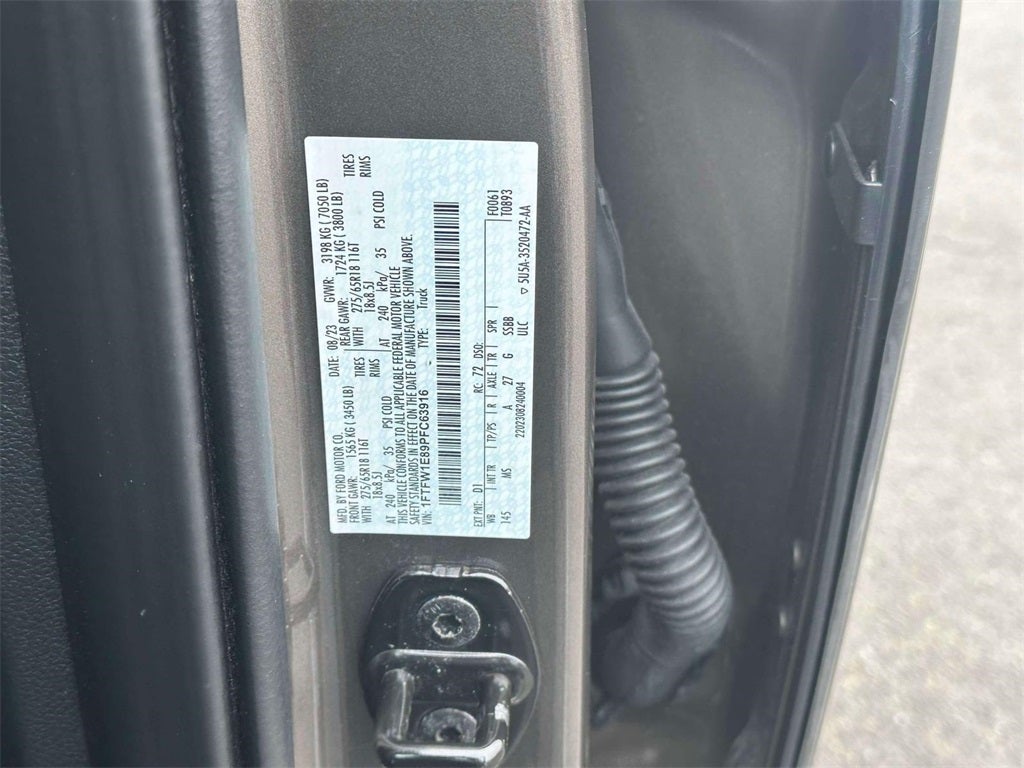 MFD. BY FORD MOTOR CO. DATE: 08/23 GVWR: 3198 KG ( 7050 LB)
FRONT GAWR: 1565 KG ( 3450 LB) REAR GAWR: 1724 KG ( 3800 LB)
WITH 275/65R18 116T TIRES WITH 275/65R18 116T TIRES
18x8.5J RIMS 18x8.5J RIMS
AT 240 kPa/ 35 PSI COLD AT 240 kPa/ 35 PSI COLD
THIS VEHICLE CONFORMS TO ALL APPLICABLE FEDERAL MOTOR VEHICLE
SAFETY STANDARDS IN EFFECT ON THE DATE OF MANUFACTURE SHOWN ABOVE.
VIN: 1FTFW1E89PFC63916 TYPE: Truck
EXT PNT: D1 RC: 72 DSO: F0061
WB INT TR TP/PS R AXLE TR SPR T0893
145 MS A 27 G SSBB
ULC
2202308240004 5U5A-3520472-AA